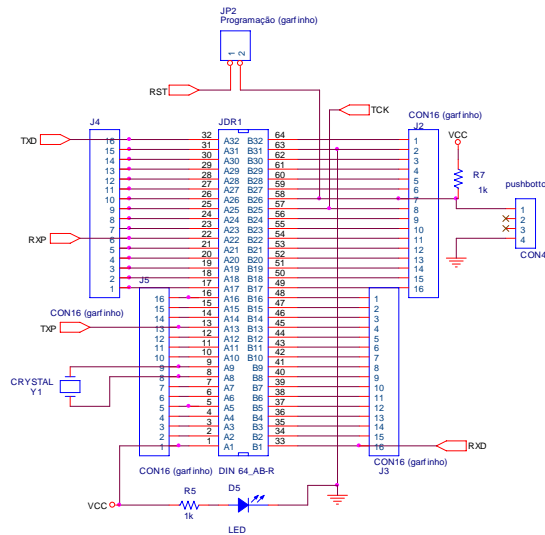 JP2
Programação (garfinho)
1 2
RST
TCK
CON16 (garfinho)
J4 JDR1 J2
VCC
TXD
R7
1k
pushbotto
16 32 A32 B32 64 1
15 31 A31 B31 63 2
14 30 A30 B30 62 3
13 29 A29 B29 61 4
12 28 A28 B28 60 5
11 27 A27 B27 59 6
10 26 A26 B26 58 7
9 25 A25 B25 57 8
8 24 A24 B24 56 9
7 23 A23 B23 55 10
6 22 A22 B22 54 11
5 21 A21 B21 53 12
4 20 A20 B20 52 13
3 19 A19 B19 51 14
2 18 A18 B18 50 15
1 17 A17 B17 49 16
1
2
3
4
CON4
RXP
J5
CON16 (garfinho)
TXP
16 16 A16 B16 48 1
15 15 A15 B15 47 2
14 14 A14 B14 46 3
13 13 A13 B13 45 4
12 12 A12 B12 44 5
11 11 A11 B11 43 6
10 10 A10 B10 42 7
9 9 A9 B9 41 8
8 8 A8 B8 40 9
7 7 A7 B7 39 10
6 6 A6 B6 38 11
5 5 A5 B5 37 12
4 4 A4 B4 36 13
3 3 A3 B3 35 14
2 2 A2 B2 34 15
1 1 A1 B1 33 16
CRYSTAL
Y1
RXD
CON16 (garfinho) DIN 64_AB-R CON16 (garfinho)
J3
VCC
R5
1k
D5
LED